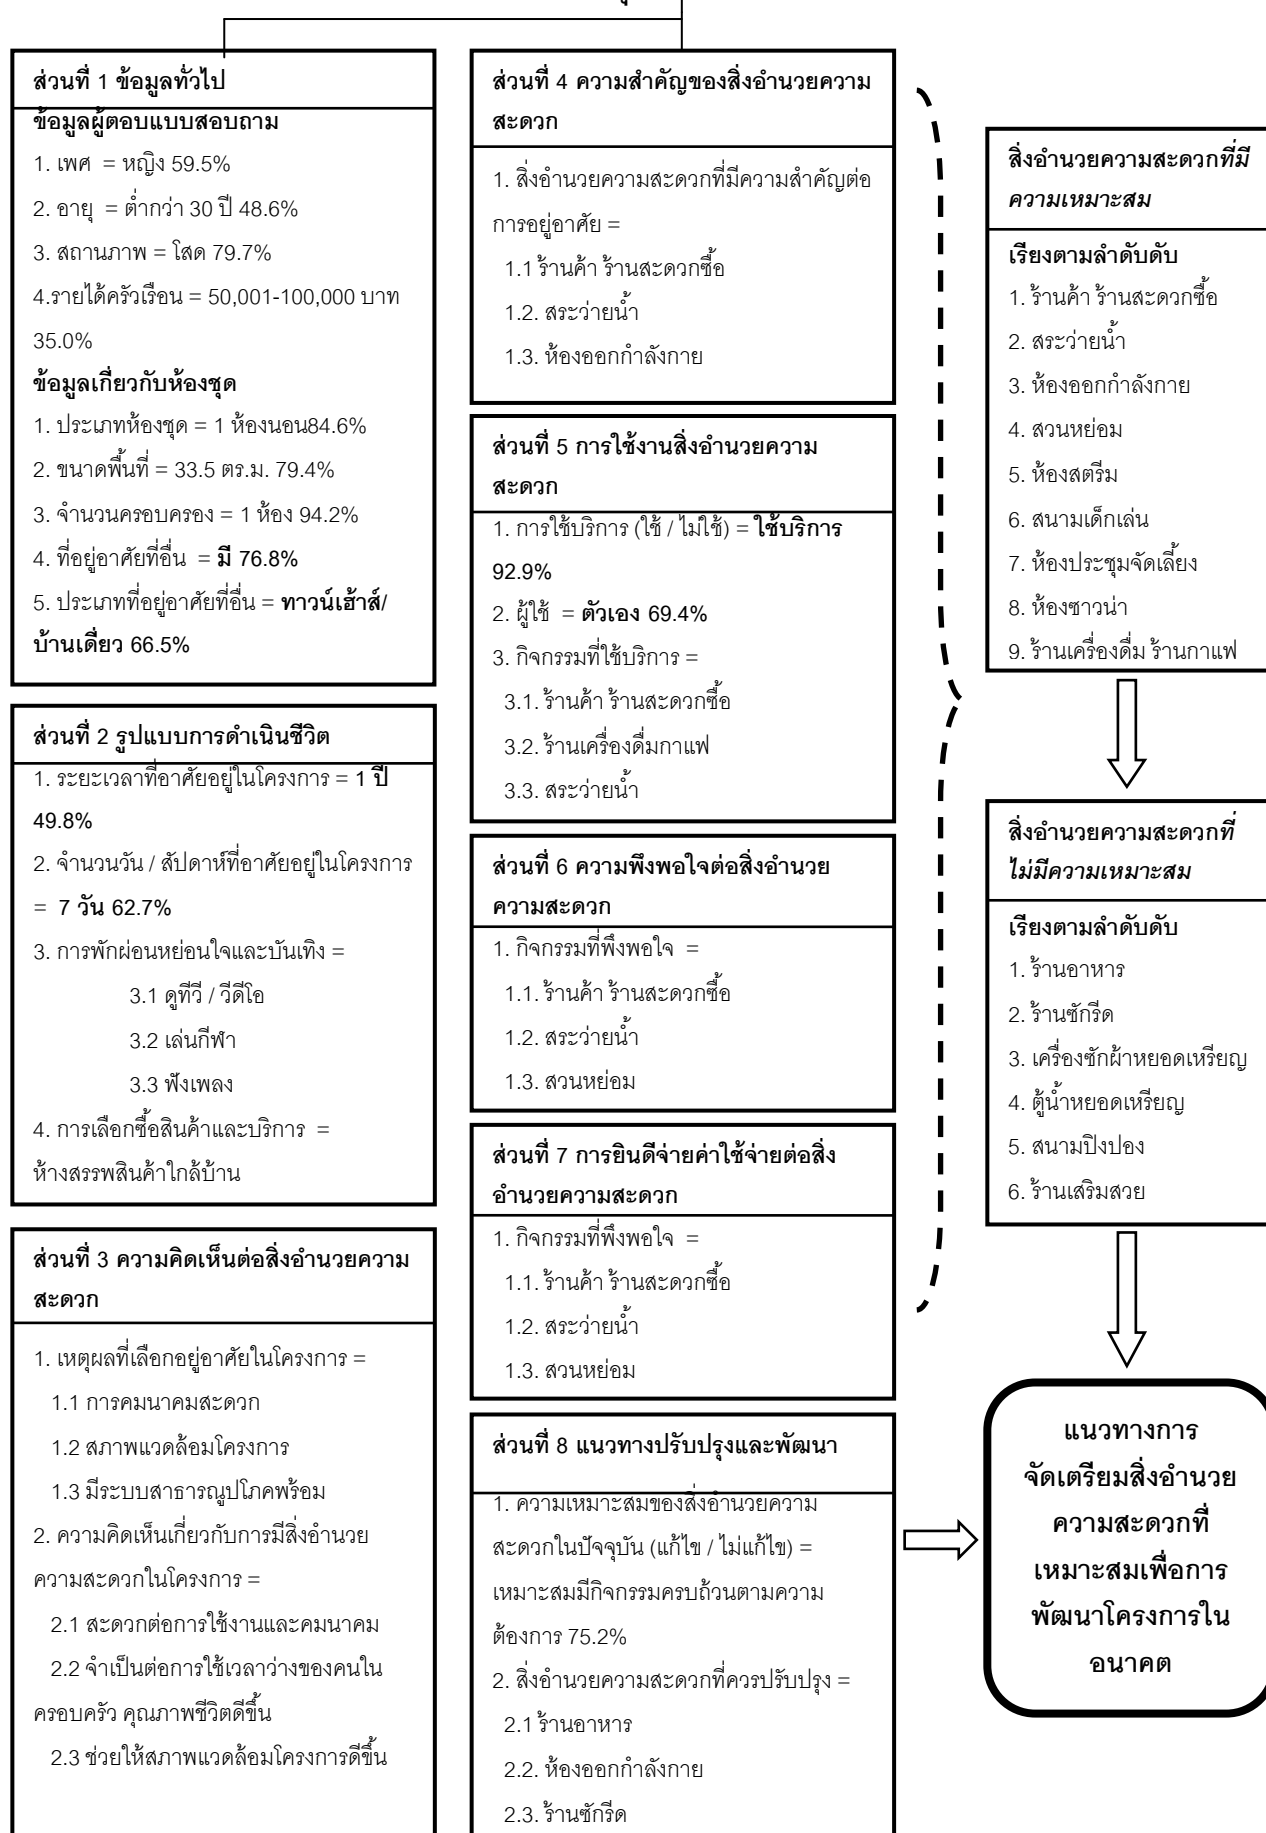 ส่วนที่ 1 ข้อมูลทั่วไป
ข้อมูลผู้ตอบแบบสอบถาม
1. เพศ = หญิง 59.5%
2. อายุ = ต่ำกว่า 30 ปี 48.6%
3. สถานภาพ = โสด 79.7%
4.รายได้ครัวเรือน = 50,001-100,000 บาท
35.0%
ข้อมูลเกี่ยวกับห้องชุด
1. ประเภทห้องชุด = 1 ห้องนอน84.6%
2. ขนาดพื้นที่ = 33.5 ตร.ม. 79.4%
3. จำนวนครอบครอง = 1 ห้อง 94.2%
4. ที่อยู่อาศัยที่อื่น = มี 76.8%
5. ประเภทที่อยู่อาศัยที่อื่น = ทาวน์เฮ้าส์/
บ้านเดี่ยว 66.5%
ส่วนที่ 2 รูปแบบการดำเนินชีวิต
1. ระยะเวลาที่อาศัยอยู่ในโครงการ = 1 ปี
49.8%
2. จำนวนวัน / สัปดาห์ที่อาศัยอยู่ในโครงการ
= 7 วัน 62.7%
3. การพักผ่อนหย่อนใจและบันเทิง =
3.1 ดูทีวี / วีดีโอ
3.2 เล่นกีฬา
3.3 ฟังเพลง
4. การเลือกซื้อสินค้าและบริการ =
ห้างสรรพสินค้าใกล้บ้าน
ส่วนที่ 3 ความคิดเห็นต่อสิ่งอำนวยความ
สะดวก
1. เหตุผลที่เลือกอยู่อาศัยในโครงการ =
1.1 การคมนาคมสะดวก
1.2 สภาพแวดล้อมโครงการ
1.3 มีระบบสาธารณูปโภคพร้อม
2. ความคิดเห็นเกี่ยวกับการมีสิ่งอำนวย
ความสะดวกในโครงการ =
2.1 สะดวกต่อการใช้งานและคมนาคม
2.2 จำเป็นต่อการใช้เวลาว่างของคนใน
ครอบครัว คุณภาพชีวิตดีขึ้น
2.3 ช่วยให้สภาพแวดล้อมโครงการดีขึ้น
ส่วนที่ 4 ความสำคัญของสิ่งอำนวยความ
สะดวก
1. สิ่งอำนวยความสะดวกที่มีความสำคัญต่อ
การอยู่อาศัย =
1.1 ร้านค้า ร้านสะดวกซื้อ
1.2. สระว่ายน้ำ
1.3. ห้องออกกำลังกาย
ส่วนที่ 5 การใช้งานสิ่งอำนวยความ
สะดวก
1. การใช้บริการ (ใช้ / ไม่ใช้) = ใช้บริการ
92.9%
2. ผู้ใช้ = ตัวเอง 69.4%
3. กิจกรรมที่ใช้บริการ =
3.1. ร้านค้า ร้านสะดวกซื้อ
3.2. ร้านเครื่องดื่มกาแฟ
3.3. สระว่ายน้ำ
ส่วนที่ 6 ความพึงพอใจต่อสิ่งอำนวย
ความสะดวก
1. กิจกรรมที่พึงพอใจ =
1.1. ร้านค้า ร้านสะดวกซื้อ
1.2. สระว่ายน้ำ
1.3. สวนหย่อม
ส่วนที่ 7 การยินดีจ่ายค่าใช้จ่ายต่อสิ่ง
อำนวยความสะดวก
1. กิจกรรมที่พึงพอใจ =
1.1. ร้านค้า ร้านสะดวกซื้อ
1.2. สระว่ายน้ำ
1.3. สวนหย่อม
ส่วนที่ 8 แนวทางปรับปรุงและพัฒนา
1. ความเหมาะสมของสิ่งอำนวยความ
สะดวกในปัจจุบัน (แก้ไข / ไม่แก้ไข) =
เหมาะสมมีกิจกรรมครบถ้วนตามความ
ต้องการ 75.2%
2. สิ่งอำนวยความสะดวกที่ควรปรับปรุง =
2.1 ร้านอาหาร
2.2. ห้องออกกำลังกาย
2.3. ร้านซักรีด
สิ่งอำนวยความสะดวกที่มี
ความเหมาะสม
เรียงตามลำดับดับ
1. ร้านค้า ร้านสะดวกซื้อ
2. สระว่ายน้ำ
3. ห้องออกกำลังกาย
4. สวนหย่อม
5. ห้องสตรีม
6. สนามเด็กเล่น
7. ห้องประชุมจัดเลี้ยง
8. ห้องซาวน่า
9. ร้านเครื่องดื่ม ร้านกาแฟ
สิ่งอำนวยความสะดวกที่
ไม่มีความเหมาะสม
เรียงตามลำดับดับ
1. ร้านอาหาร
2. ร้านซักรีด
3. เครื่องซักผ้าหยอดเหรียญ
4. ตู้น้ำหยอดเหรียญ
5. สนามปิงปอง
6. ร้านเสริมสวย
แนวทางการ
จัดเตรียมสิ่งอำนวย
ความสะดวกที่
เหมาะสมเพื่อการ
พัฒนาโครงการใน
อนาคต